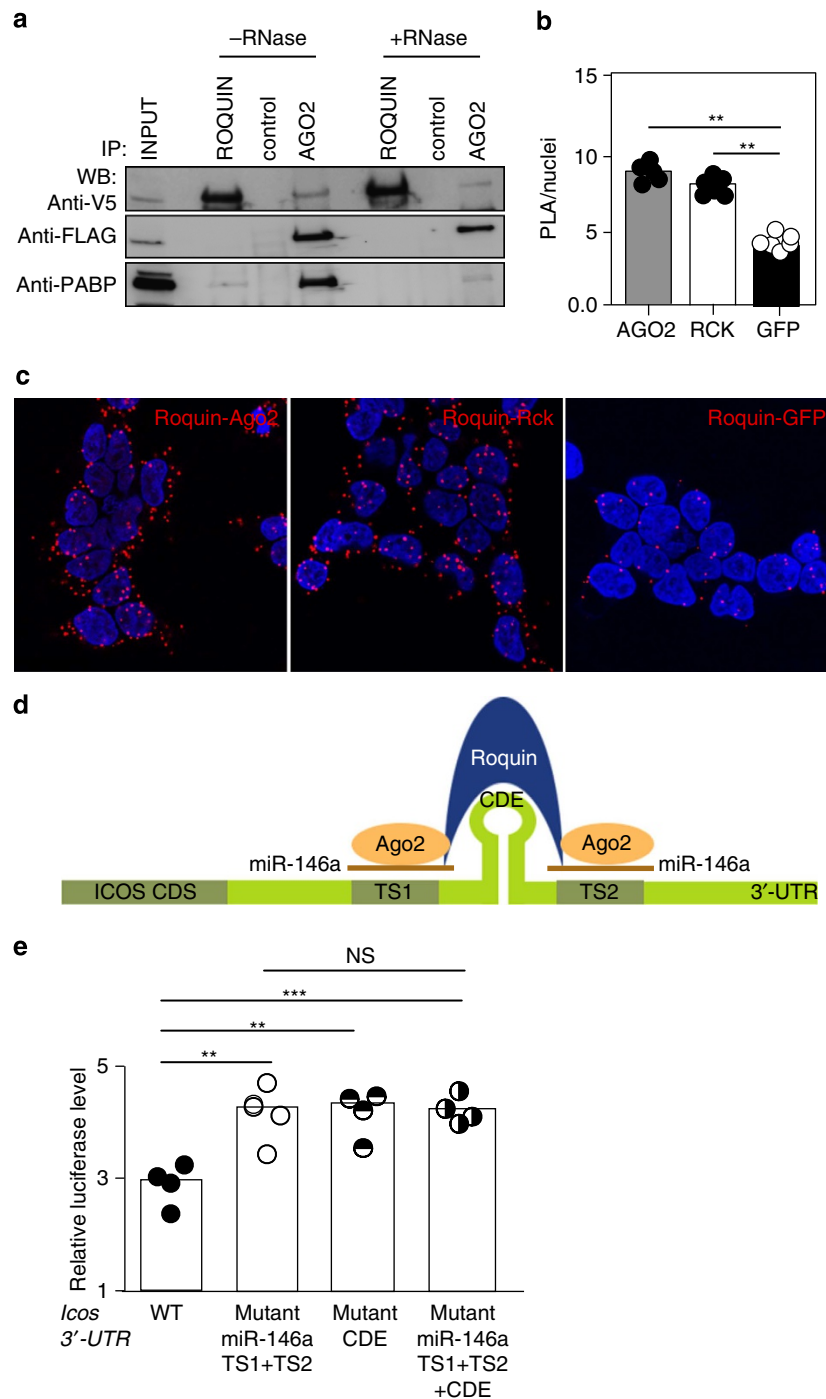 a
–RNase
+RNase
IP:
INPUT
ROQUIN
control
AGO2
ROQUIN
control
AGO2
WB:
Anti-V5
Anti-FLAG
Anti-PABP
b
PLA/nuclei
15
10
5
0.0
**
**
AGO2 RCK GFP
c
Roquin-Ago2
Roquin-Rck
Roquin-GFP
d
Roquin
CDE
Ago2
Ago2
miR-146a
miR-146a
ICOS CDS
TS1
TS2
3′-UTR
e
NS
***
**
**
Relative luciferase level
5
3
1
Icos
3′-UTR
WT
Mutant
miR-146a
TS1+TS2
Mutant
CDE
Mutant
miR-146a
TS1+TS2
+CDE